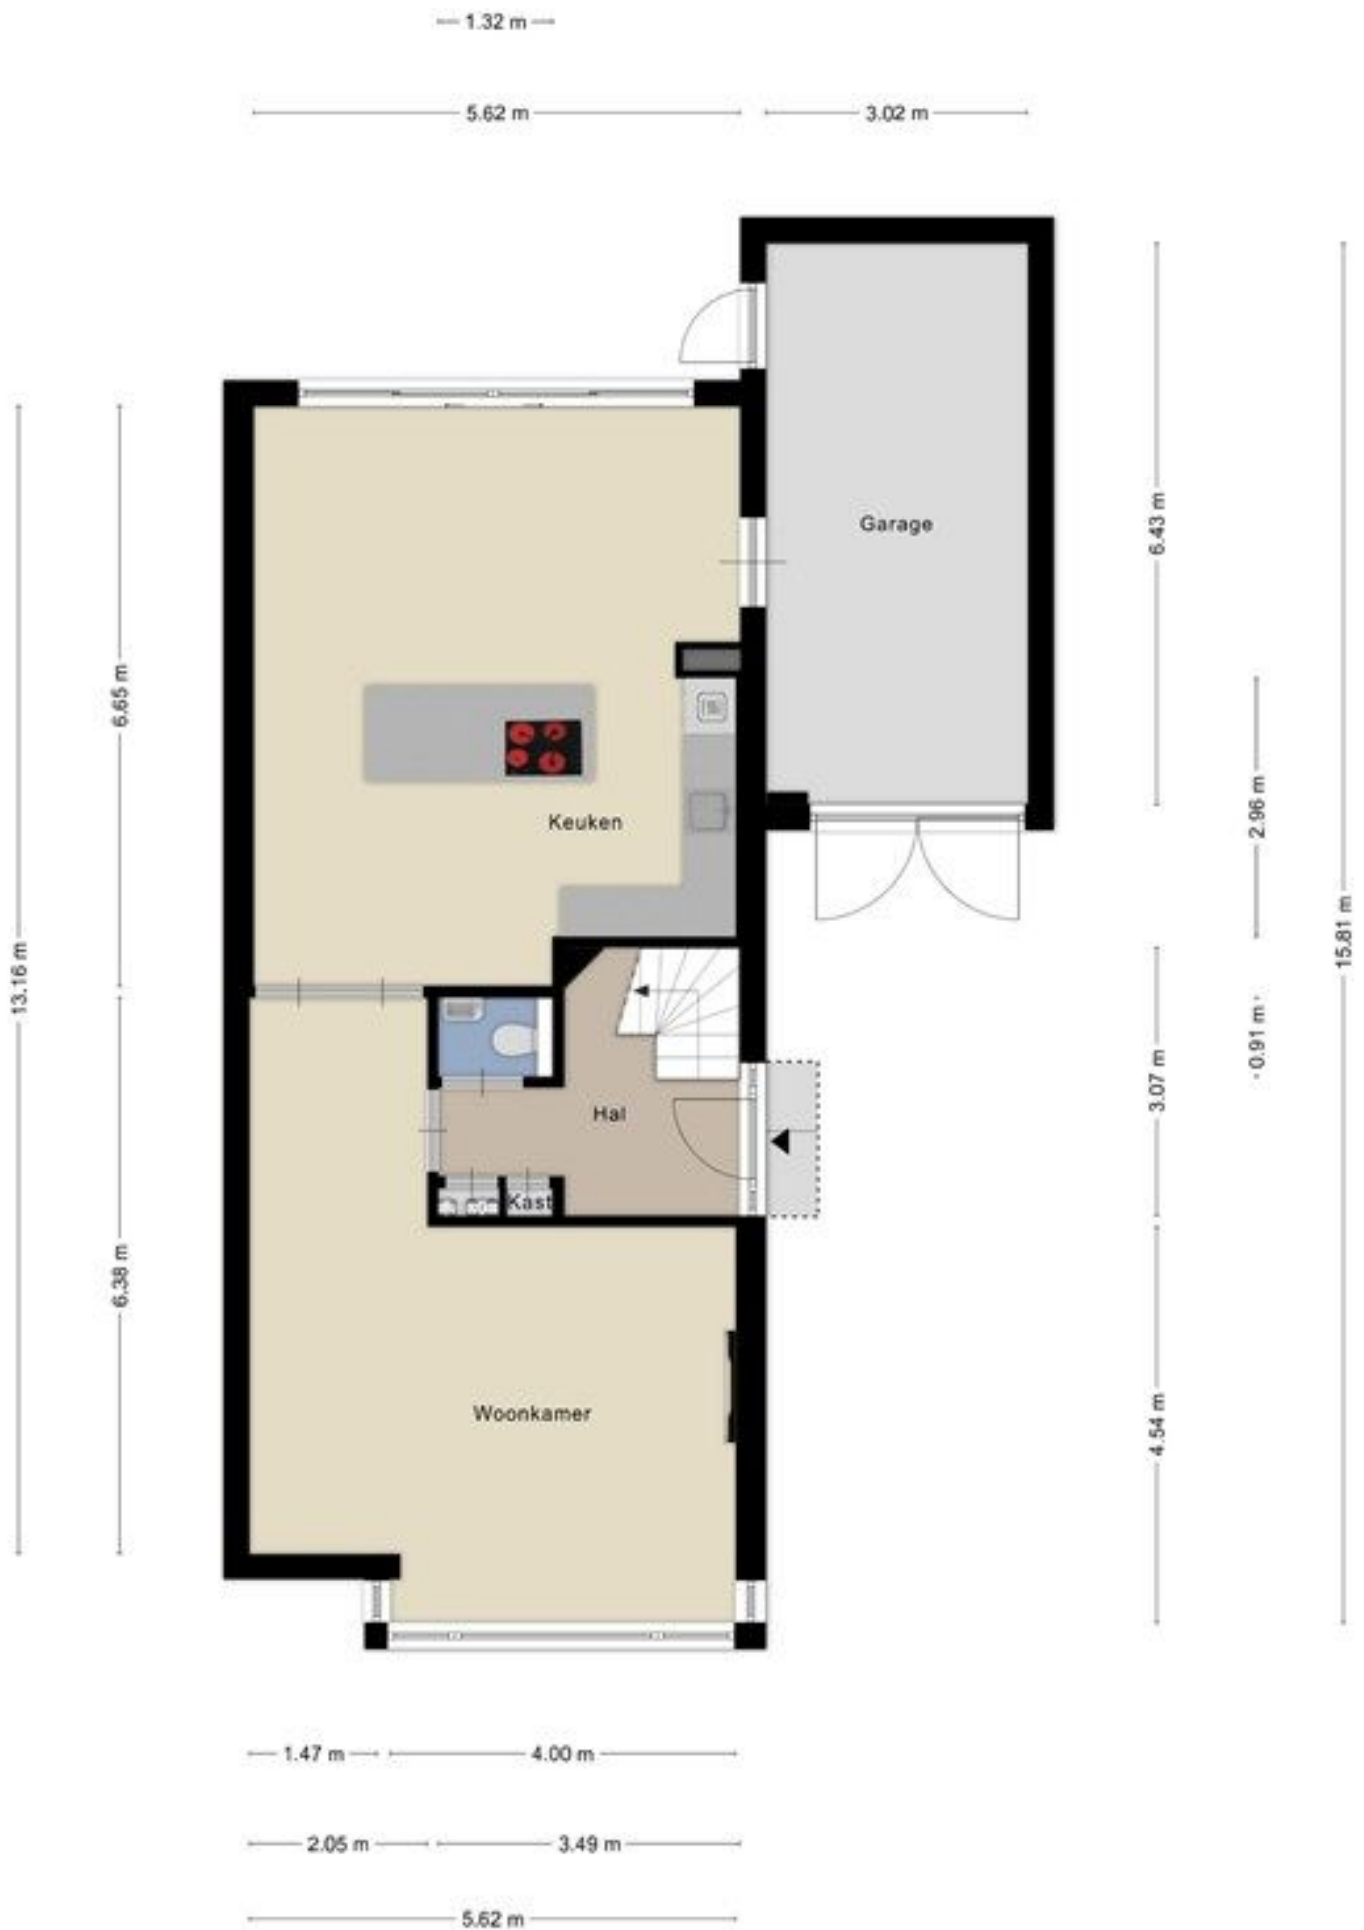 1.32 m
5.62 m
3.02 m
Garage
6.43 m
6.65 m
2.96 m
Keuken
15.81 m
13.16 m
0.91 m
3.07 m
Hal
Kast
6.38 m
Woonkamer
4.54 m
1.47 m
4.00 m
2.05 m
3.49 m
5.62 m